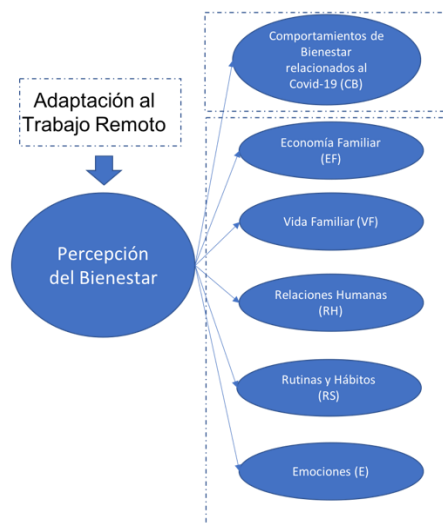 Comportamientos de
Bienestar
relacionados al
Covid-19 (CB)
Adaptación al
Trabajo Remoto
Economía Familiar
(EF)
Vida Familiar (VF)
Percepción
del Bienestar
Relaciones Humanas
(RH)
Rutinas y Hábitos
(RS)
Emociones (E)